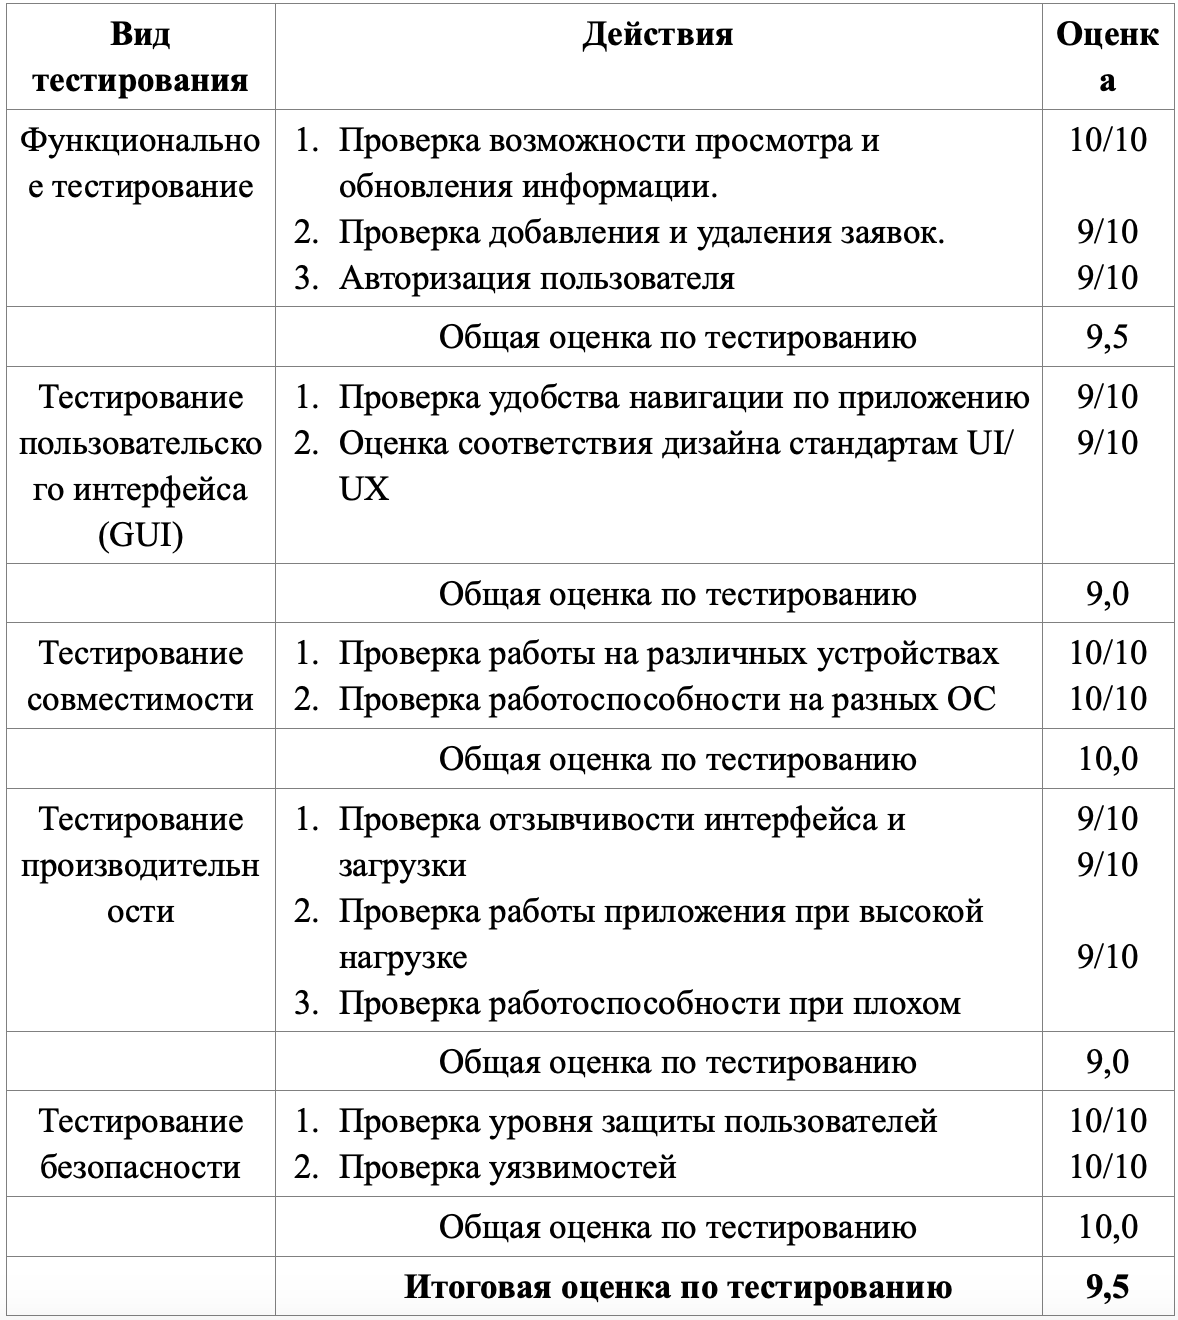 Вид
тестирования
Действия
Оценк
а
Функционально
е тестирование
1. Проверка возможности просмотра и
обновления информации.
2. Проверка добавления и удаления заявок.
3. Авторизация пользователя
10/10
9/10
9/10
Общая оценка по тестированию
9,5
Тестирование
пользовательско
го интерфейса
(GUI)
1. Проверка удобства навигации по приложению
2. Оценка соответствия дизайна стандартам UI/
UX
9/10
9/10
Общая оценка по тестированию
9,0
Тестирование
совместимости
1. Проверка работы на различных устройствах
2. Проверка работоспособности на разных ОС
10/10
10/10
Общая оценка по тестированию
10,0
Тестирование
производительн
ости
1. Проверка отзывчивости интерфейса и
загрузки
2. Проверка работы приложения при высокой
нагрузке
3. Проверка работоспособности при плохом
9/10
9/10
9/10
Общая оценка по тестированию
9,0
Тестирование
безопасности
1. Проверка уровня защиты пользователей
2. Проверка уязвимостей
10/10
10/10
Общая оценка по тестированию
10,0
Итоговая оценка по тестированию
9,5